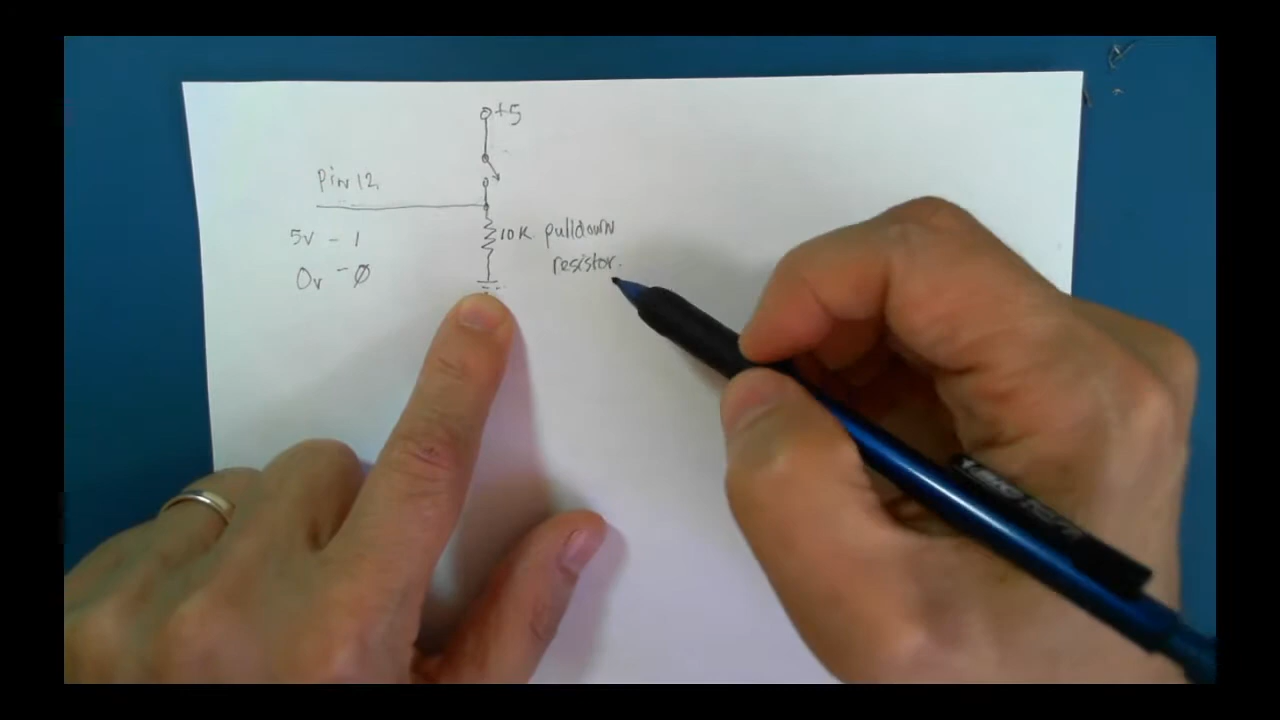 +5
Pin 12
5v - 1
0v - Ø
10K pulldown
resistor.